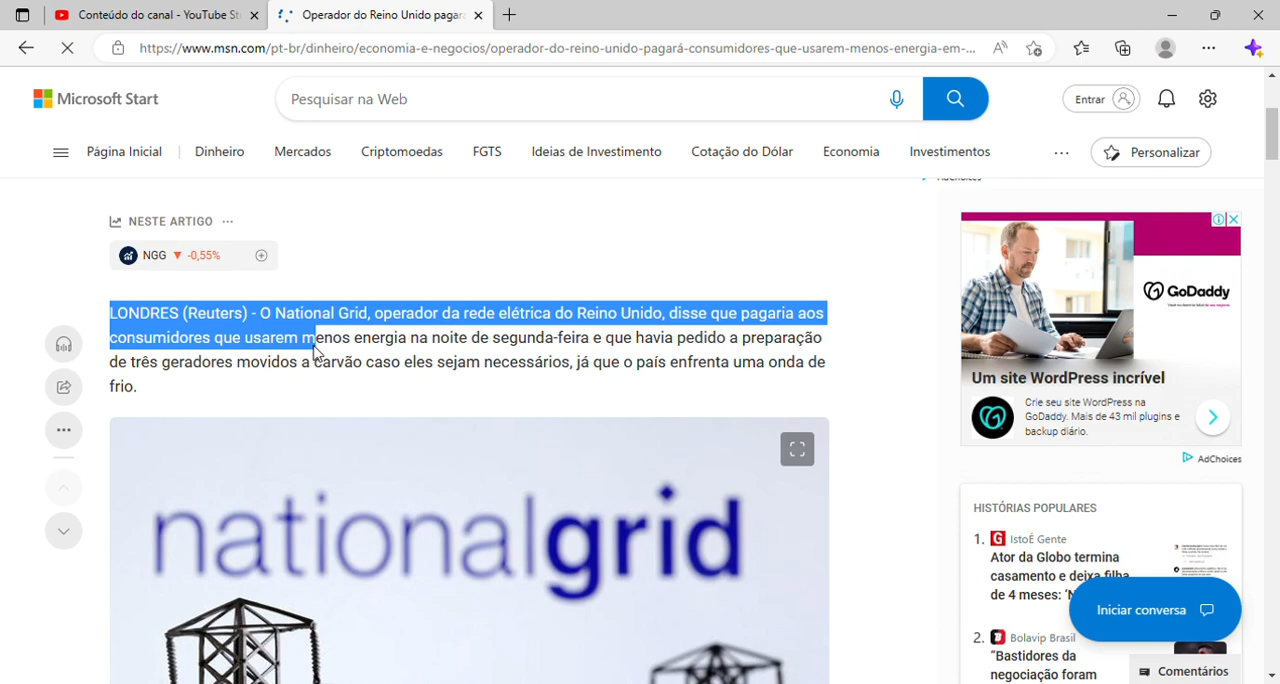 Conteúdo do canal - YouTube St
Operador do Reino Unido pagará
https://www.msn.com/pt-br/dinheiro/economia-e-negocios/operador-do-reino-unido-pagará-consumidores-que-usarem-menos-energia-em-...
Microsoft Start
Pesquisar na Web
Entrar
Página Inicial
Dinheiro
Mercados
Criptomoedas
FGTS
Ideias de Investimento
Cotação do Dólar
Economia
Investimentos
...
Personalizar
NESTE ARTIGO ...
NGG ▼ -0,55%
LONDRES (Reuters) - O National Grid, operador da rede elétrica do Reino Unido, disse que pagaria aos
consumidores que usarem menos energia na noite de segunda-feira e que havia pedido a preparação
de três geradores movidos a carvão caso eles sejam necessários, já que o país enfrenta uma onda de
frio.
nationalgrid
AdChoices
GoDaddy
Um site WordPress incrível
Crie seu site WordPress na
GoDaddy. Mais de 43 mil plugins e
backup diário.
AdChoices
HISTÓRIAS POPULARES
1. IstoÉ Gente
Ator da Globo termina
casamento e deixa filha
de 4 meses: 'N
Iniciar conversa
2. Bolavip Brasil
"Bastidores da
negociação foram
Comentários